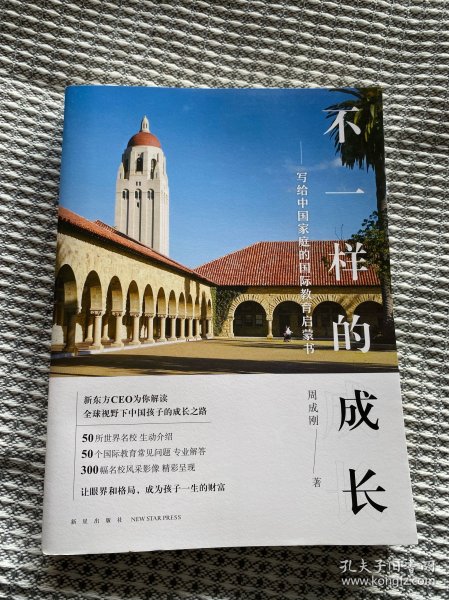 不一样的成长
——写给中国家庭的国际教育启蒙书
周成刚——著
新东方CEO为你解读
全球视野下中国孩子的成长之路
50所世界名校 生动介绍
50个国际教育常见问题 专业解答
300幅名校风采影像 精彩呈现
让眼界和格局，成为孩子一生的财富
新星出版社 NEW STAR PRESS
孔夫子旧书网
www.kongfz.com